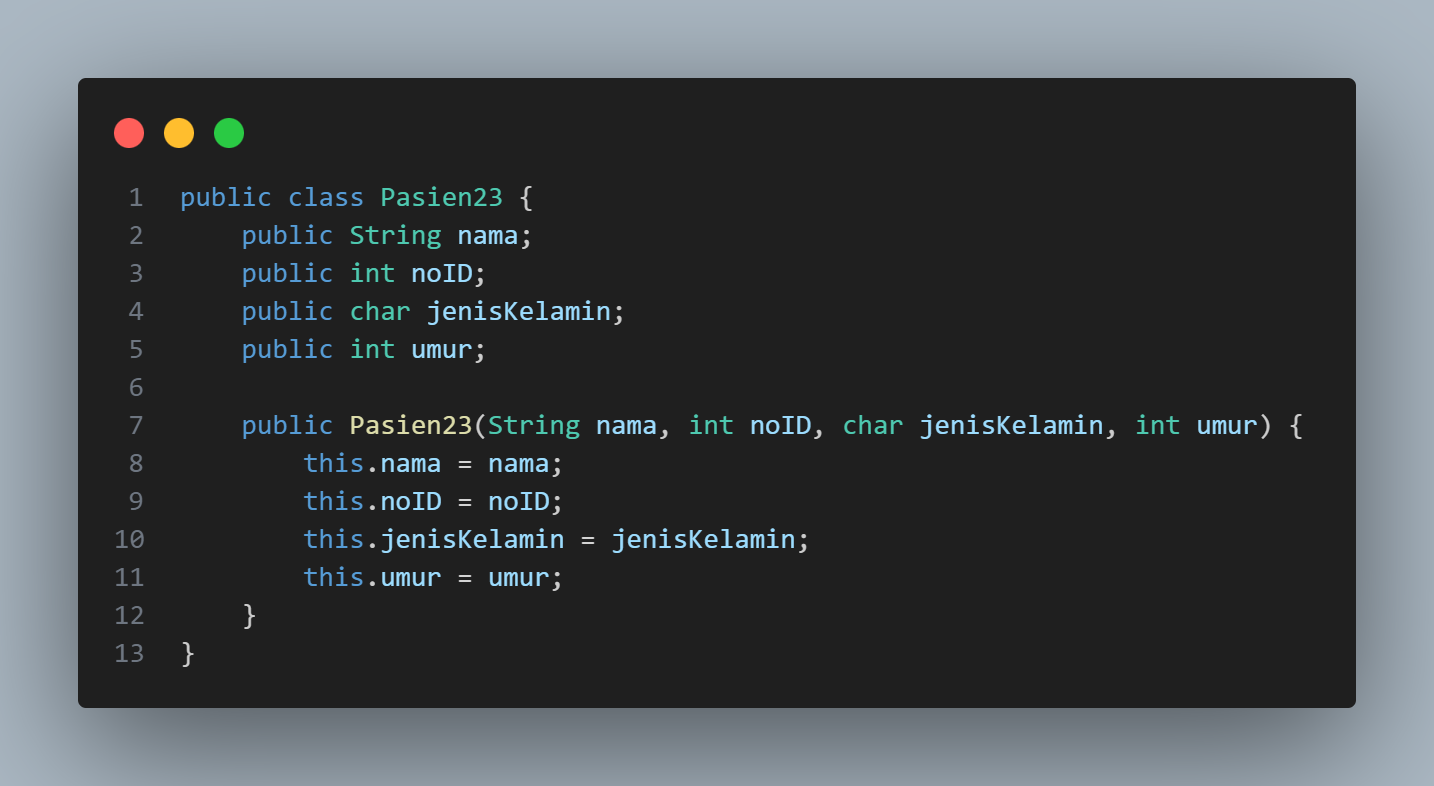 1 public class Pasien23 {
2     public String nama;
3     public int noID;
4     public char jenisKelamin;
5     public int umur;
6
7     public Pasien23(String nama, int noID, char jenisKelamin, int umur) {
8         this.nama = nama;
9         this.noID = noID;
10         this.jenisKelamin = jenisKelamin;
11         this.umur = umur;
12     }
13 }